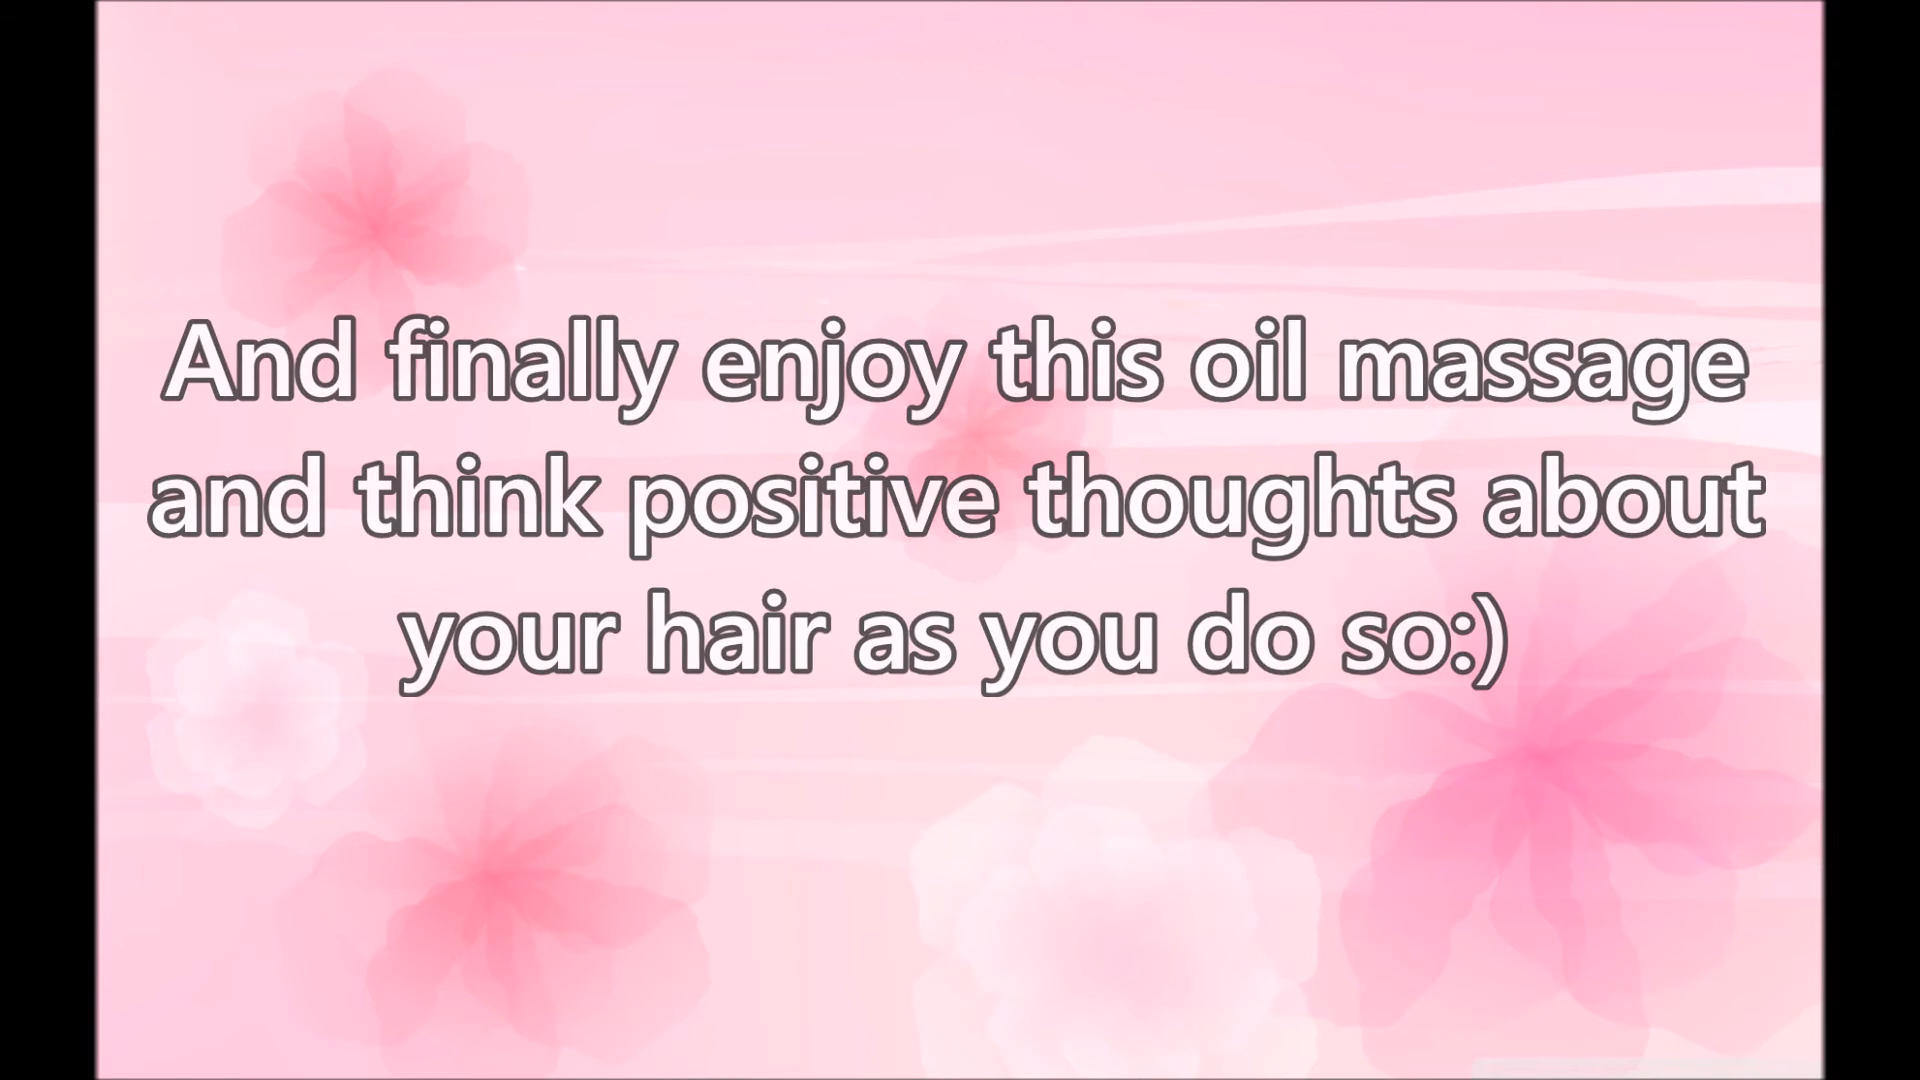 And finally enjoy this oil massage
and think positive thoughts about
your hair as you do so:)